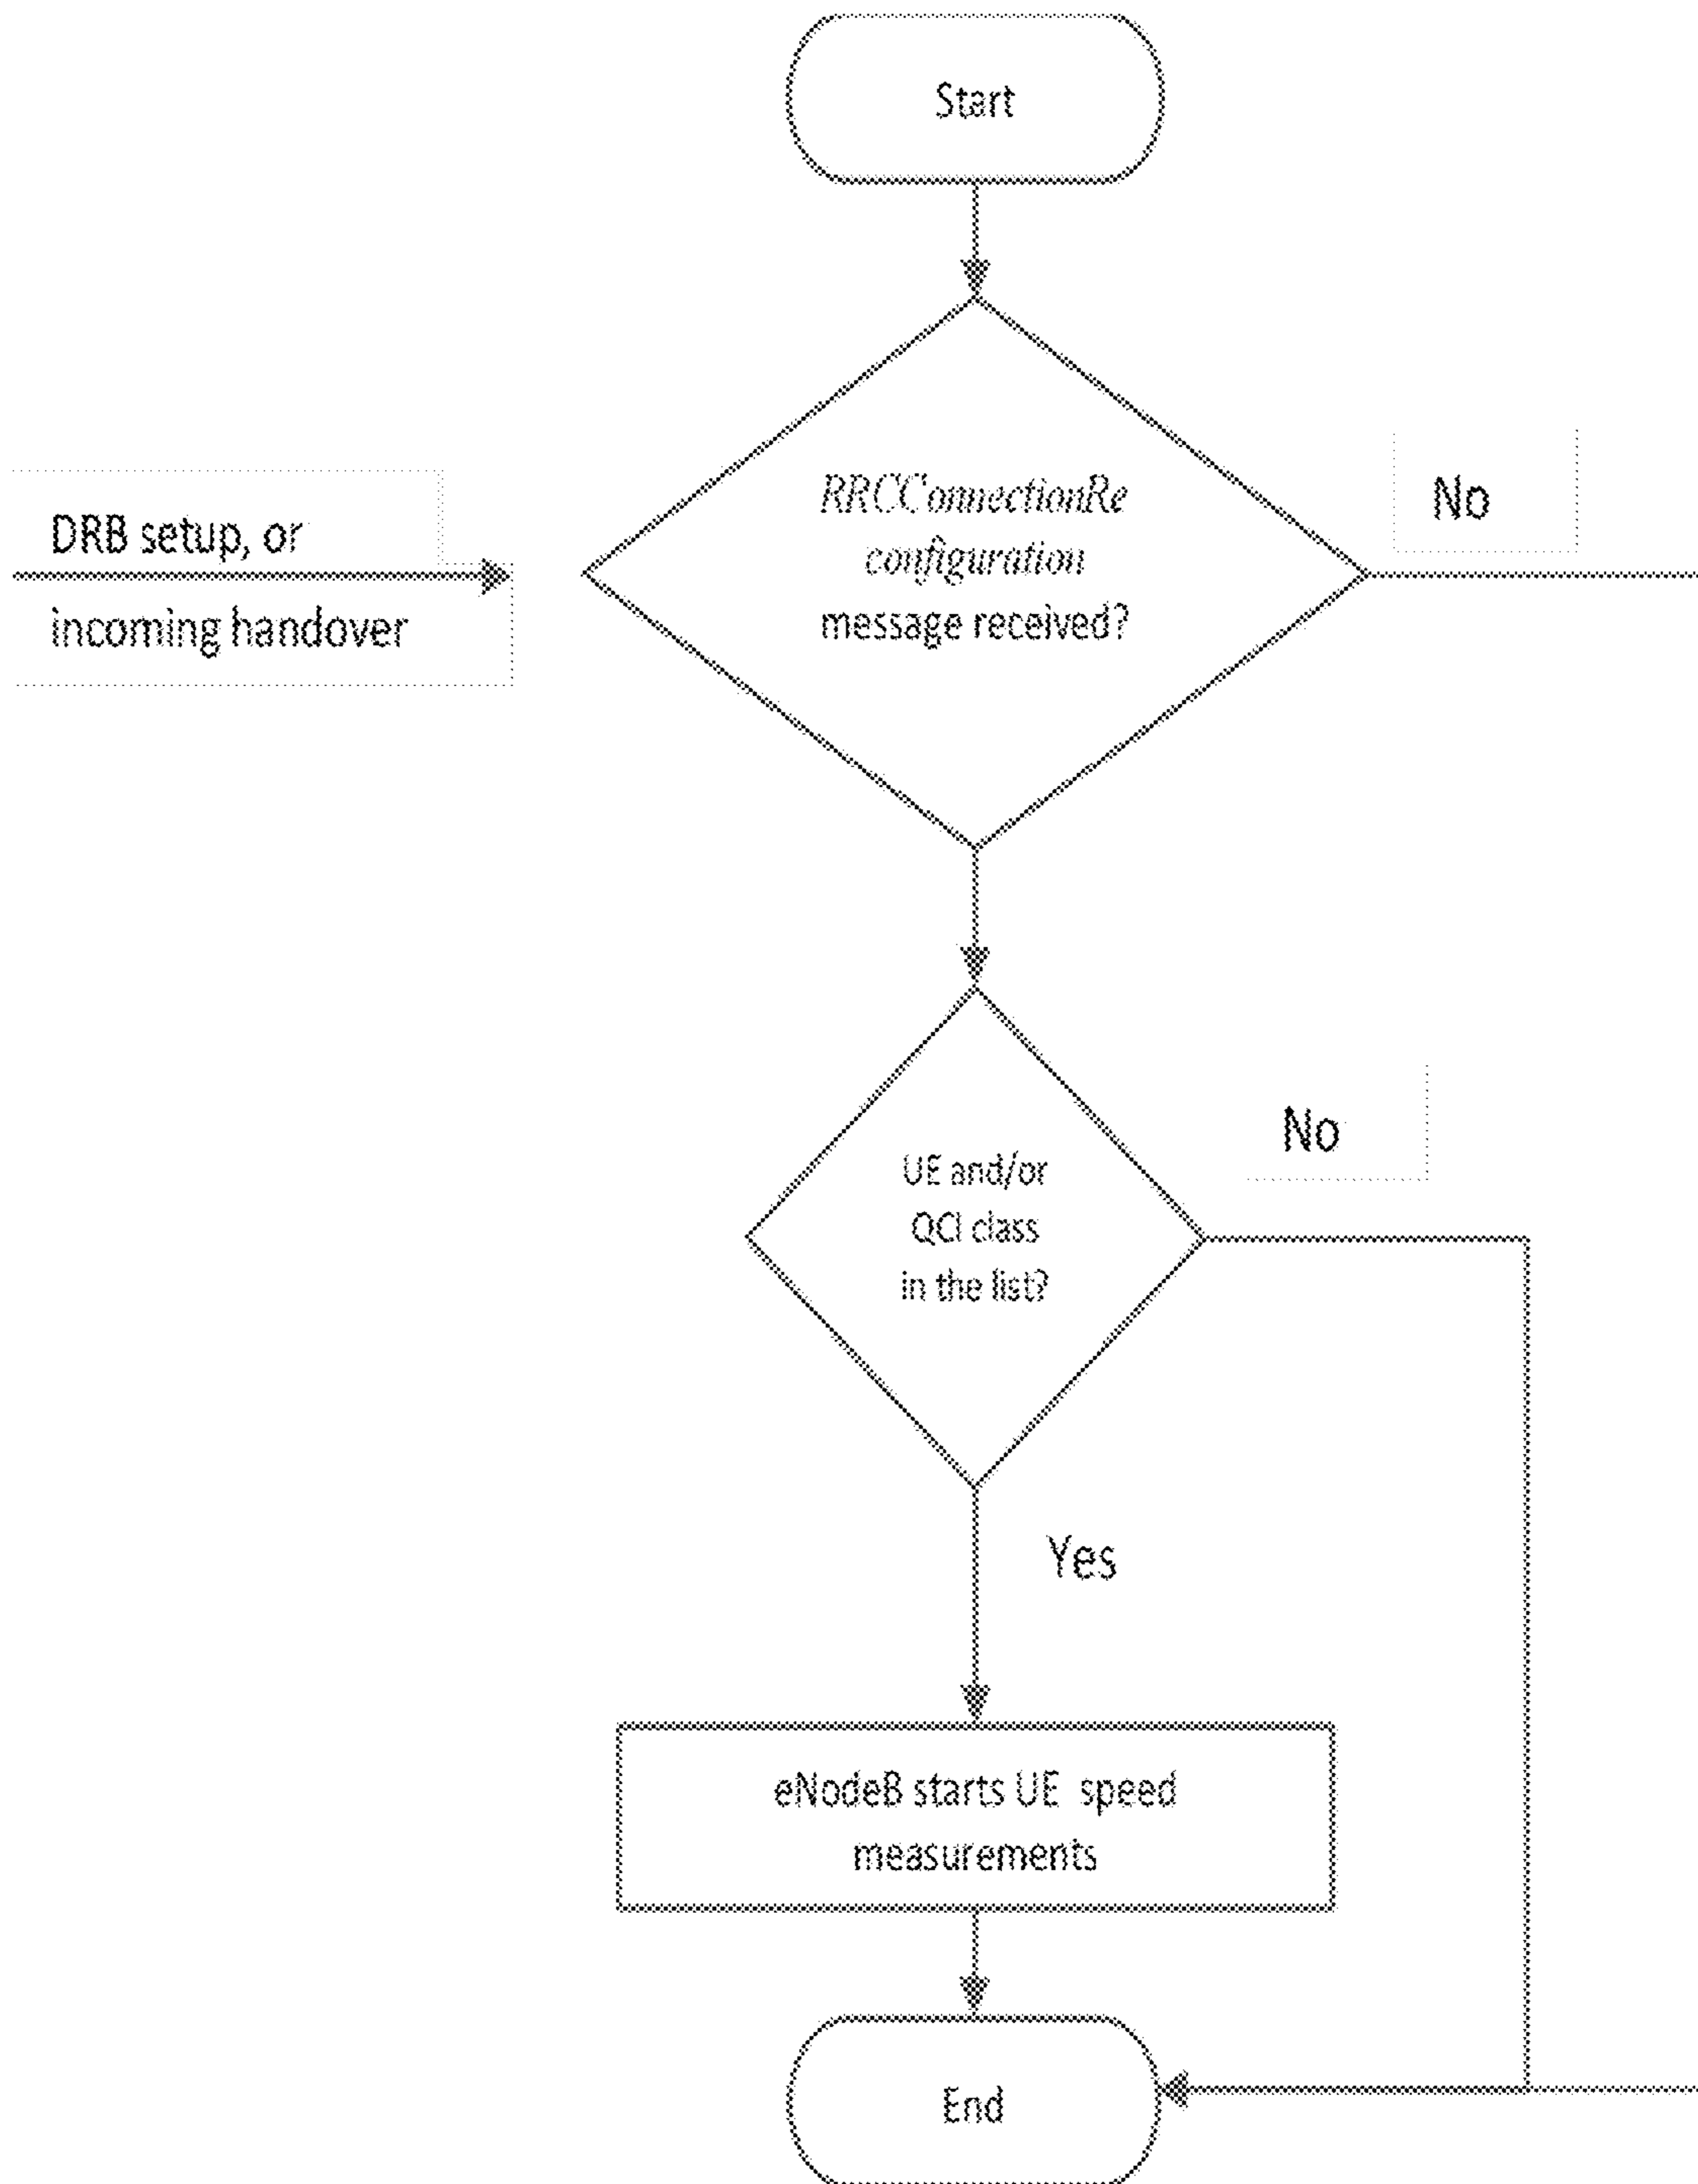 Start
RRCConnectionRe
configuration
message received?
No
DRB setup, or
incoming handover
UE and/or
QCI class
in the list?
No
Yes
eNodeB starts UE speed
measurements
End